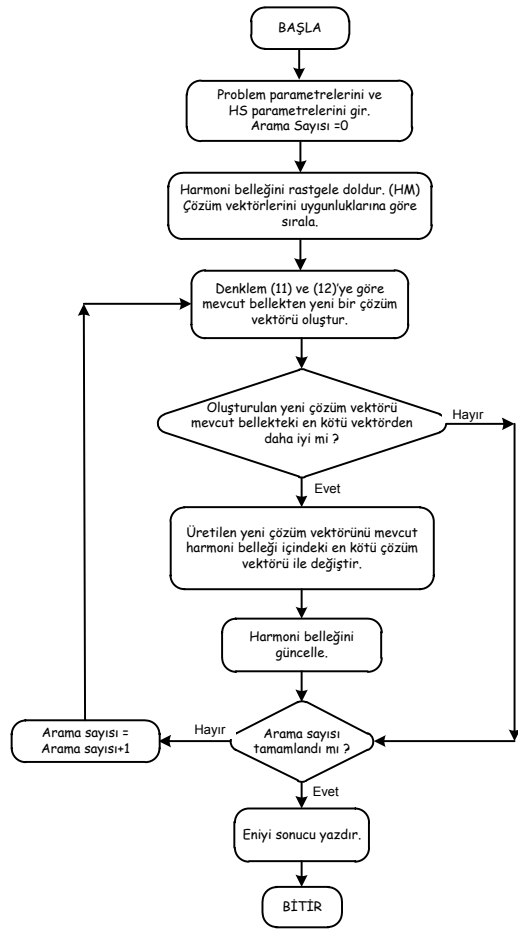 BAŞLA
Problem parametrelerini ve
HS parametrelerini gir.
Arama Sayısı =0
Harmoni belleğini rastgele doldur. (HM)
Çözüm vektörlerini uygunluklarına göre
sırala.
Denklem (11) ve (12)’ye göre
mevcut bellekten yeni bir çözüm
vektörü oluştur.
Oluşturulan yeni çözüm vektörü
mevcut bellekteki en kötü vektörden
daha iyi mi ?
Hayır
Evet
Üretilen yeni çözüm vektörünü mevcut
harmoni belleği içindeki en kötü çözüm
vektörü ile değiştir.
Harmoni belleğini
güncelle.
Arama sayısı
tamamlandı mı ?
Hayır
Arama sayısı =
Arama sayısı+1
Evet
Eniyi sonucu yazdır.
BİTİR